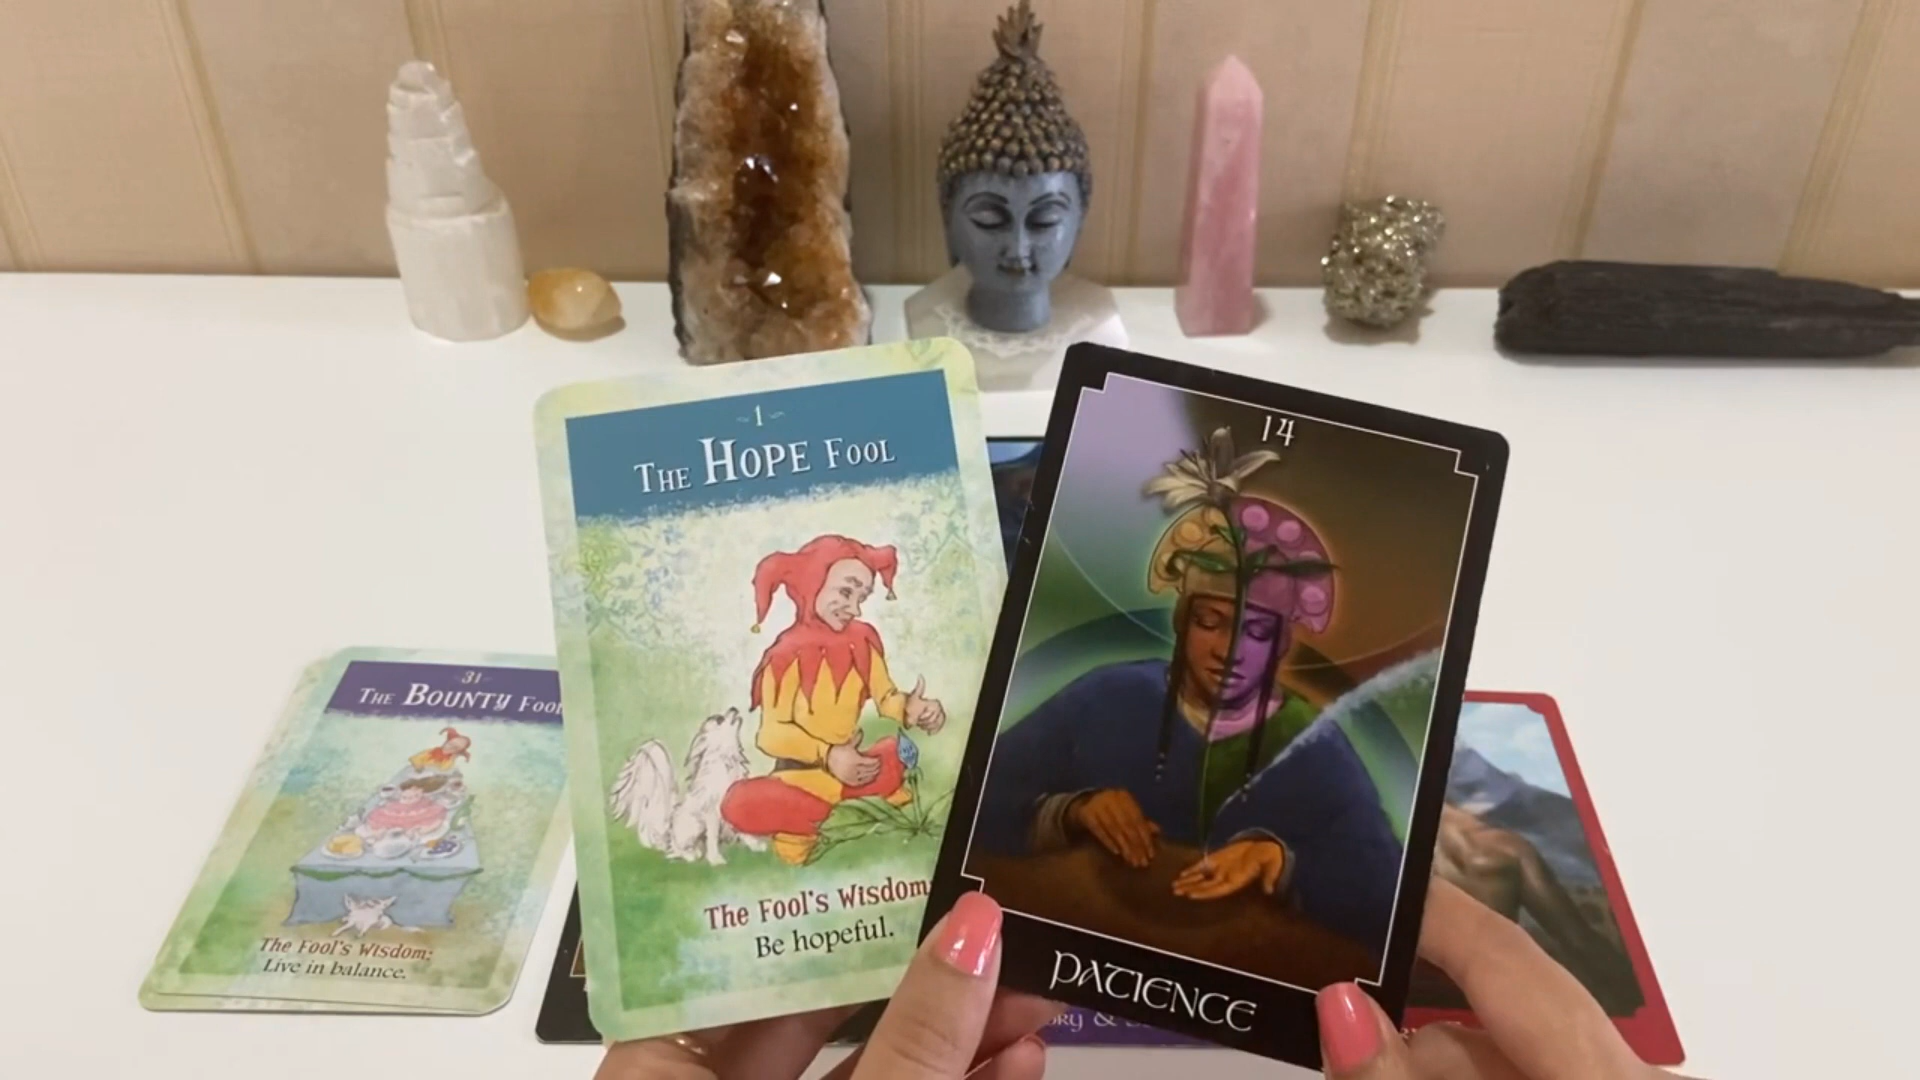 1
The Hope Fool
The Fool's Wisdom:
Be hopeful.
14
PATIENCE
31
The Bounty Fool
The Fool's Wisdom:
Live in balance.